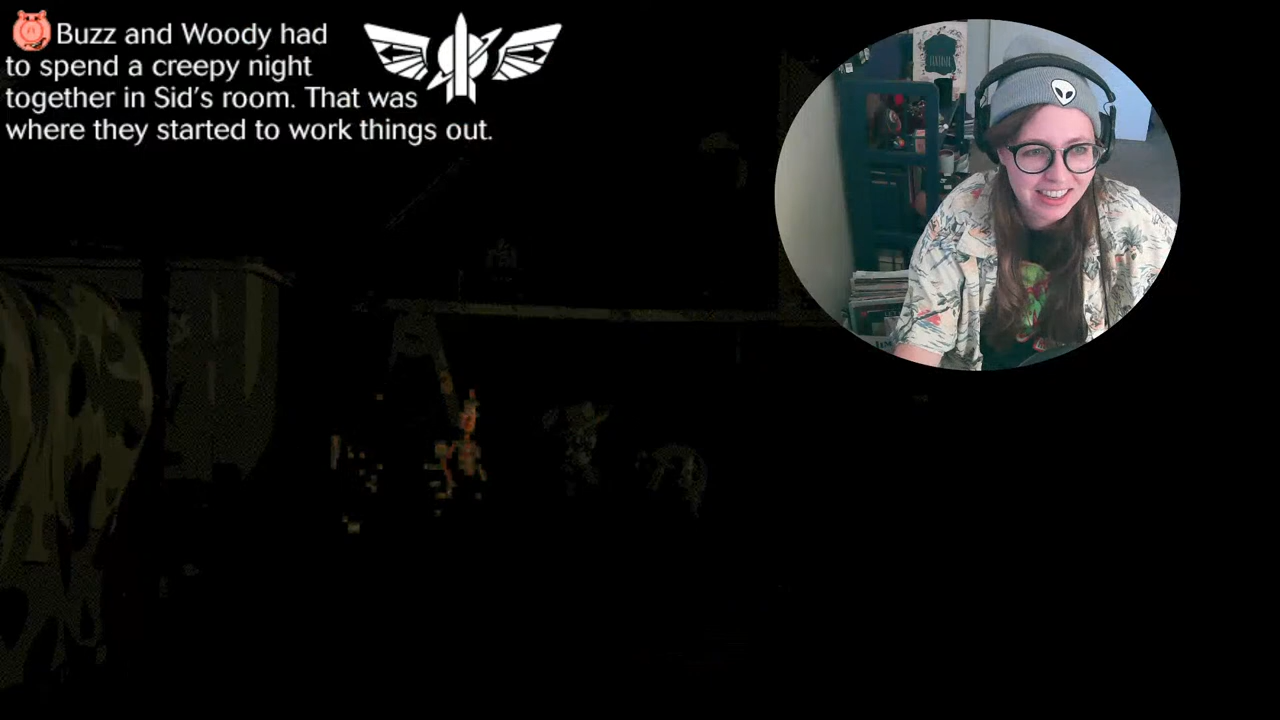 Buzz and Woody had
to spend a creepy night
together in Sid's room. That was
where they started to work things out.